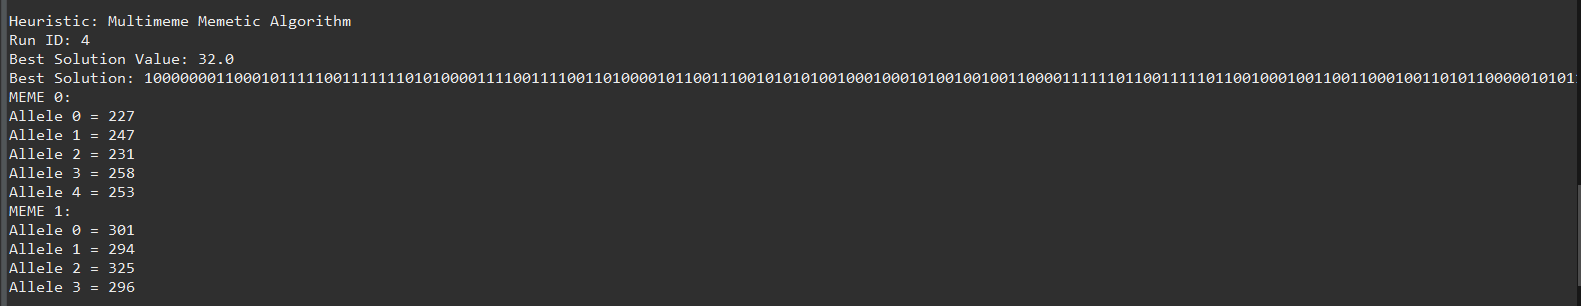 Heuristic: Multimeme Memetic Algorithm
Run ID: 4
Best Solution Value: 32.0
Best Solution: 100000001100010111110011111110101000011110011110011010000101100111001010101001000100010100100100110000111111011001111101100100010011001100010011010110000010101
MEME 0:
Allele 0 = 227
Allele 1 = 247
Allele 2 = 231
Allele 3 = 258
Allele 4 = 253
MEME 1:
Allele 0 = 301
Allele 1 = 294
Allele 2 = 325
Allele 3 = 296